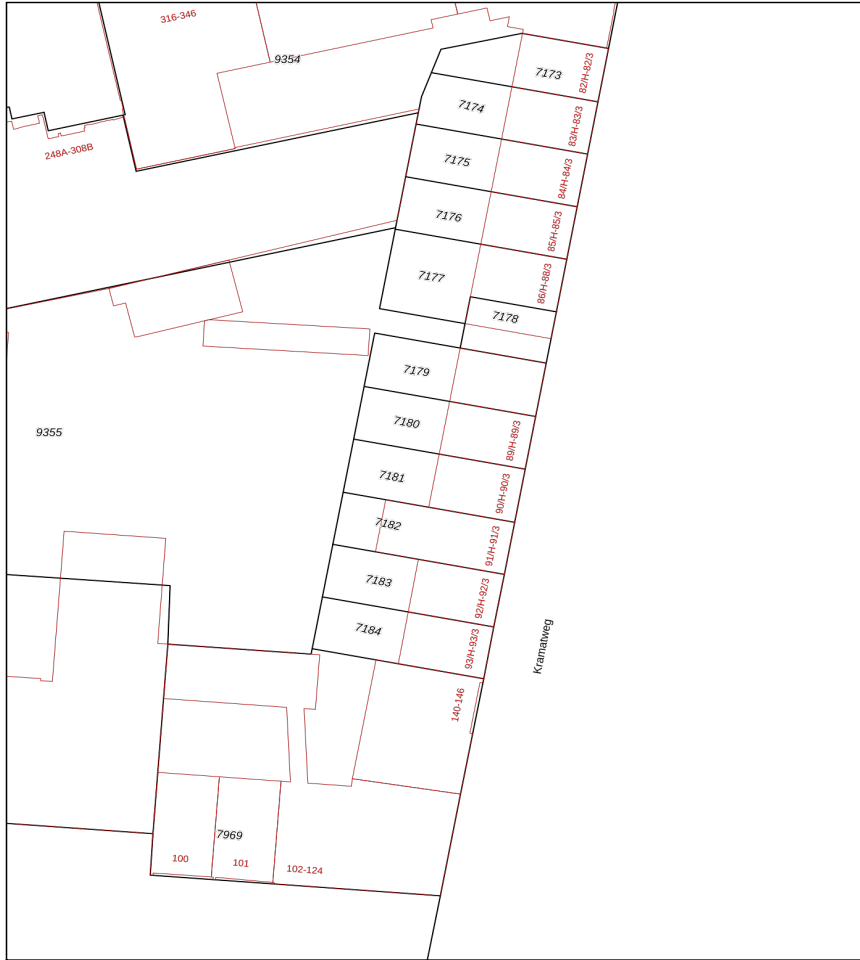 316-346
9354
7173
82/H-82/3
7174
83/H-83/3
248A-308B
7175
84/H-84/3
7176
85/H-85/3
7177
86/H-88/3
7178
7179
9355
7180
89/H-89/3
7181
90/H-90/3
7182
91/H-91/3
7183
92/H-92/3
7184
93/H-93/3
Kramatweg
140-146
7969
100
101
102-124